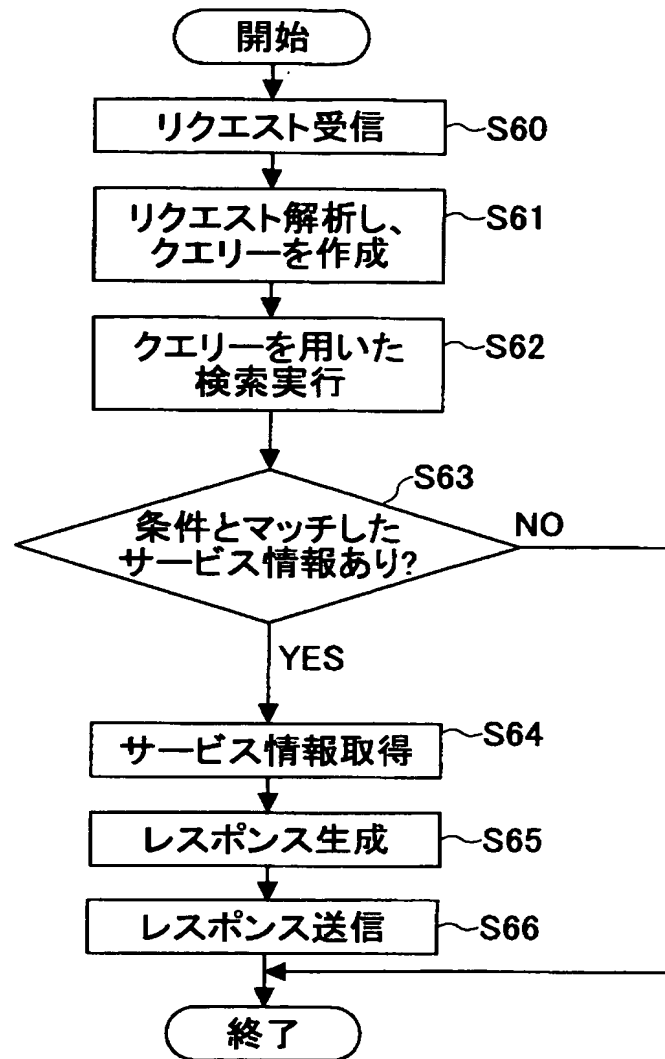 開始
リクエスト受信
S60
リクエスト解析し、
クエリーを作成
S61
クエリーを用いた
検索実行
S62
S63
条件とマッチした
サービス情報あり?
NO
YES
サービス情報取得
S64
レスポンス生成
S65
レスポンス送信
S66
終了